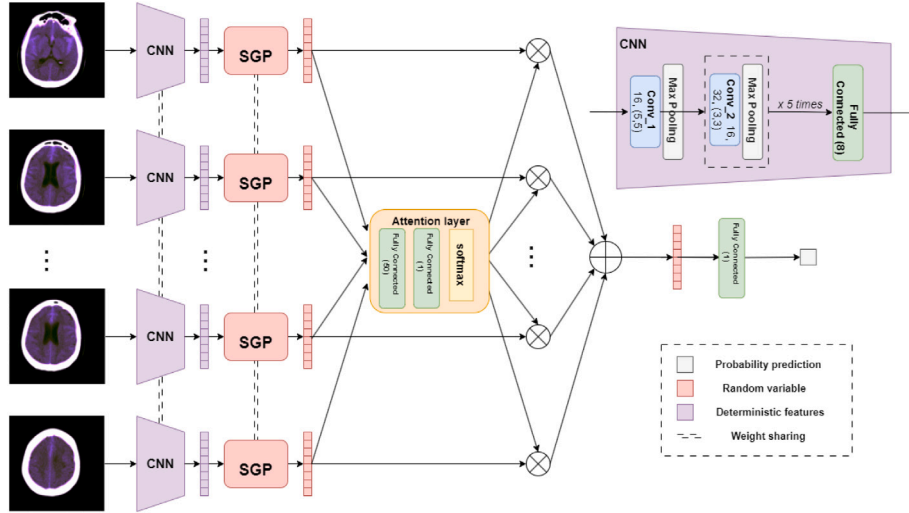 CNN
SGP
CNN
SGP
CNN
SGP
CNN
SGP
Attention layer
Fully Connected
(50)
Fully Connected
(1)
softmax
CNN
Conv_1
16, (5,5)
Max Pooling
Conv_2 16,
32, (3,3)
Max Pooling
x 5 times
Fully
Connected (8)
Fully Connected
(1)
Probability prediction
Random variable
Deterministic features
Weight sharing